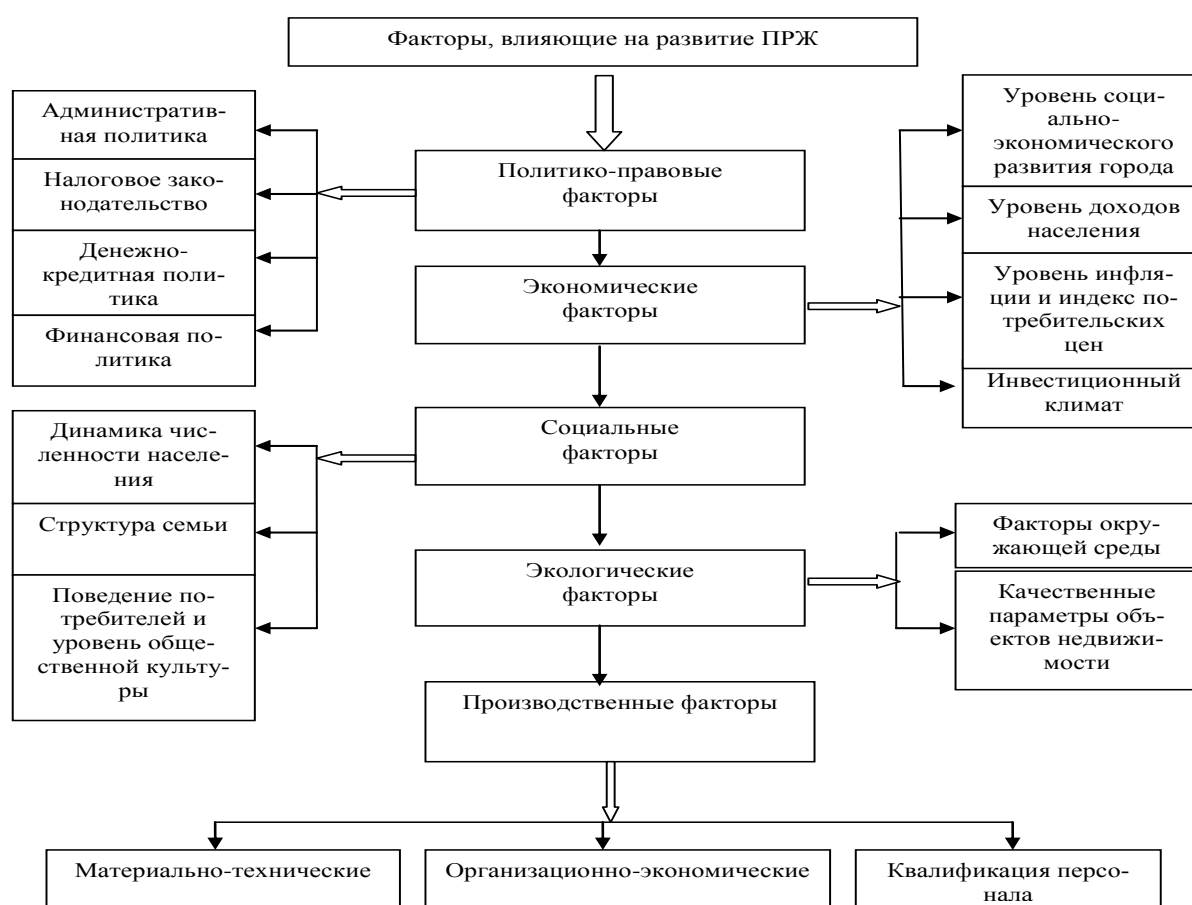 Факторы, влияющие на развитие ПРЖ
Административ-
ная политика
Налоговое зако-
нодательство
Денежно-
кредитная поли-
тика
Финансовая по-
литика
Политико-правовые
факторы
Уровень соци-
ально-
экономического
развития города
Уровень доходов
населения
Уровень инфля-
ции и индекс по-
требительских
цен
Инвестиционный
климат
Экономические
факторы
Динамика чис-
ленности населе-
ния
Структура семьи
Поведение по-
требителей и
уровень обще-
ственной культу-
ры
Социальные
факторы
Экологические
факторы
Факторы окру-
жающей среды
Качественные
параметры объ-
ектов недвижи-
мости
Производственные факторы
Материально-технические
Организационно-экономические
Квалификация персо-
нала